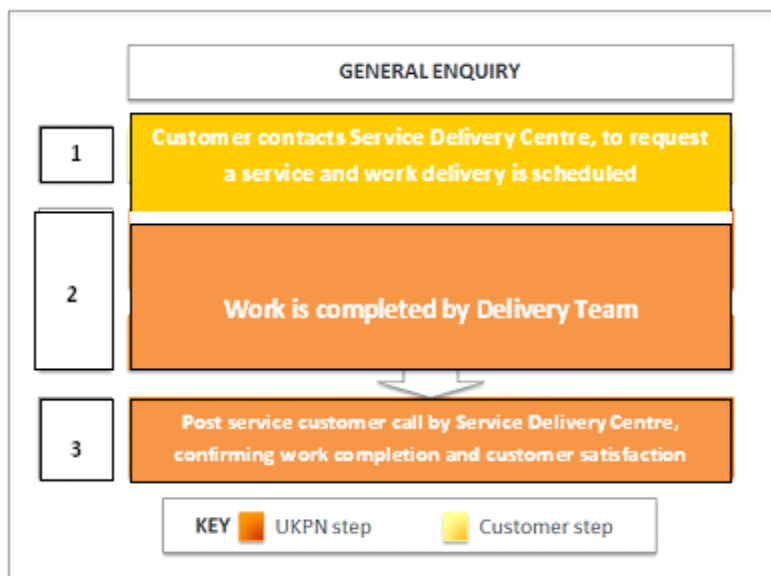 GENERAL ENQUIRY
1
Customer contacts Service Delivery Centre, to request
a service and work delivery is scheduled
2
Work is completed by Delivery Team
3
Post service customer call by Service Delivery Centre,
confirming work completion and customer satisfaction
KEY UKPN step Customer step